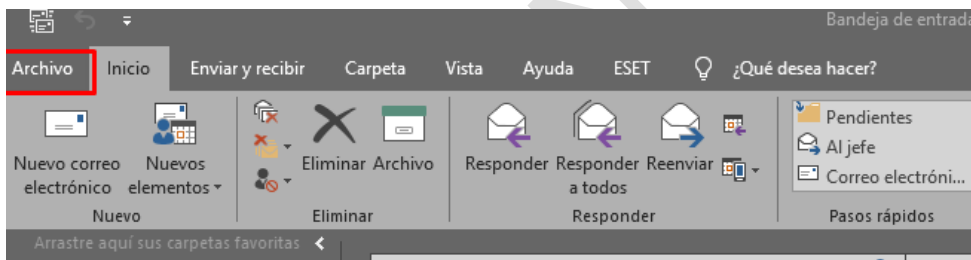 Bandeja de entrada
Archivo Inicio Enviar y recibir Carpeta Vista Ayuda ESET ¿Qué desea hacer?
Nuevo correo electrónico
Nuevos elementos
Eliminar Archivo
Responder Responder a todos Reenviar
Pendientes
Al jefe
Correo electróni...
Nuevo Eliminar Responder Pasos rápidos
Arrastre aquí sus carpetas favoritas